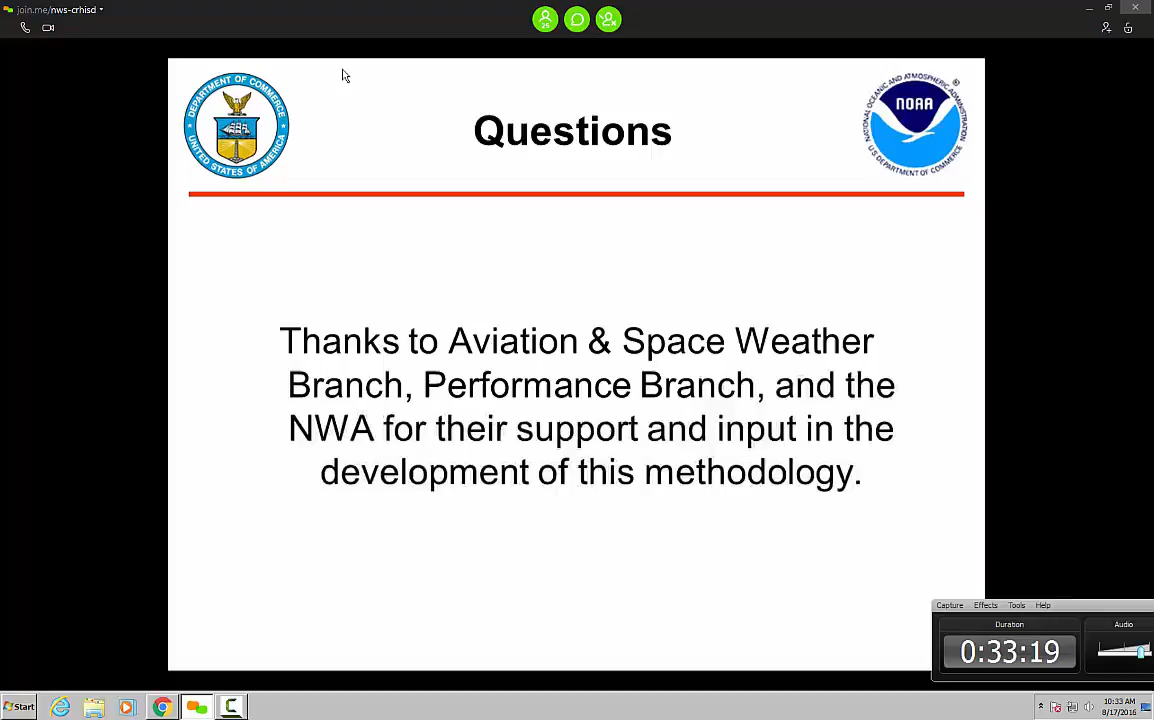 join.me/nws-crhisd
25
DEPARTMENT OF COMMERCE
UNITED STATES OF AMERICA
Questions
NATIONAL OCEANIC AND ATMOSPHERIC ADMINISTRATION
NOAA
U.S. DEPARTMENT OF COMMERCE
Thanks to Aviation & Space Weather
Branch, Performance Branch, and the
NWA for their support and input in the
development of this methodology.
Capture Effects Tools Help
Duration Audio
0:33:19
Start
10:33 AM
8/17/2016